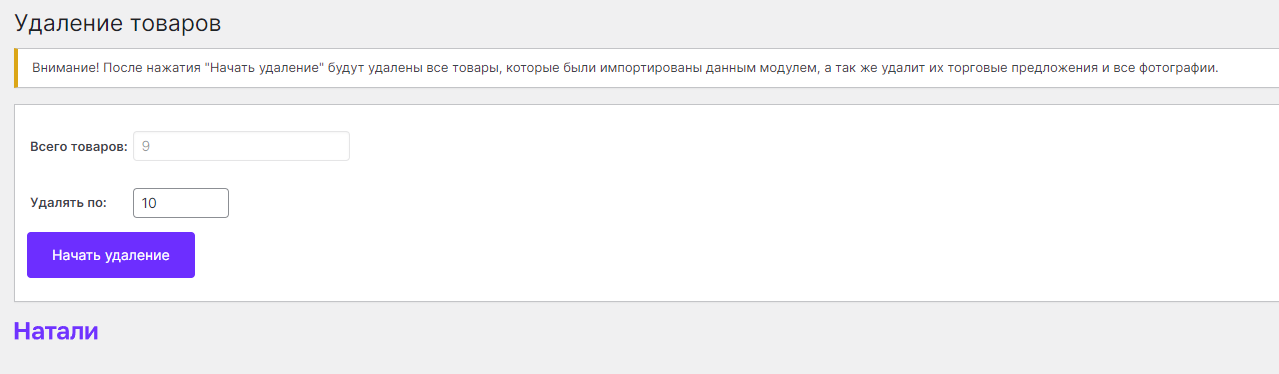 Удаление товаров
Внимание! После нажатия "Начать удаление" будут удалены все товары, которые были импортированы данным модулем, а так же удалит их торговые предложения и все фотографии.
Всего товаров: 9
Удалять по: 10
Начать удаление
Натали